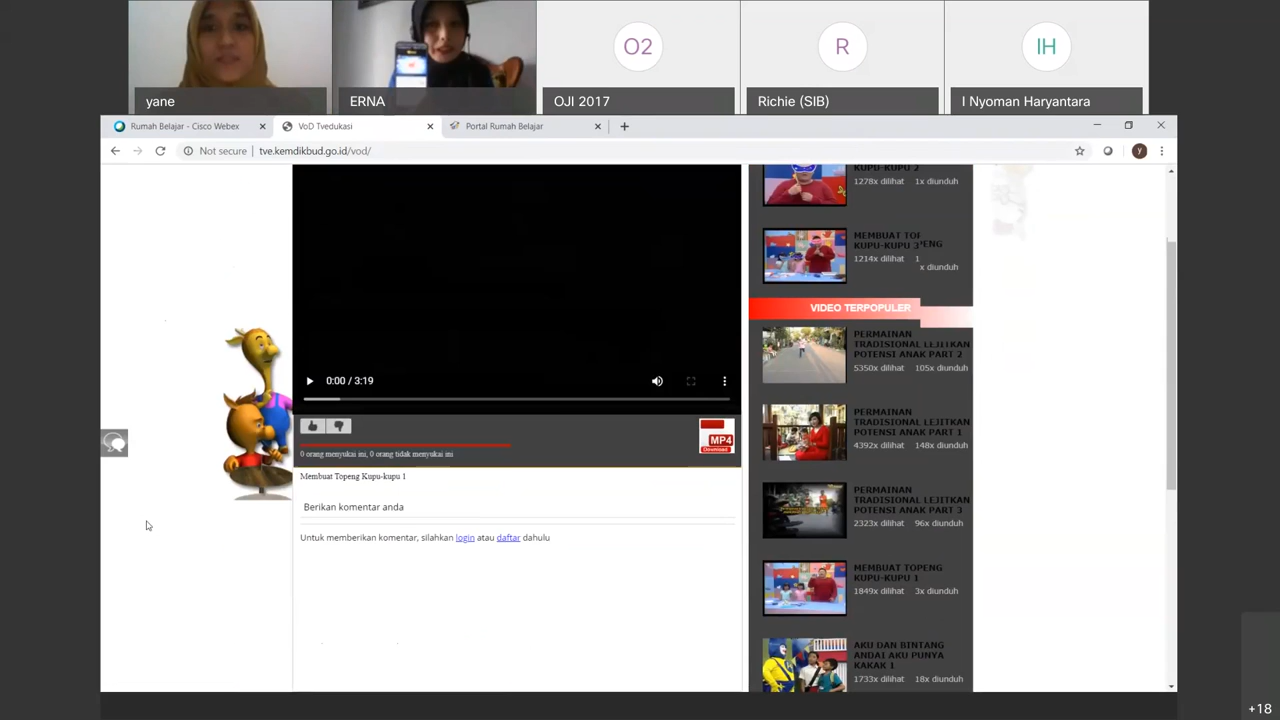 O2
R
IH
yane
ERNA
OJI 2017
Richie (SIB)
I Nyoman Haryantara
Rumah Belajar - Cisco Webex
VoD Tvedukasi
Portal Rumah Belajar
Not secure
tve.kemdikbud.go.id/vod/
y
KUPU-KUPU 2
1278x dilihat 1x diunduh
MEMBUAT
KUPU-KUPU 3
1214x dilihat 1
x diunduh
VIDEO TERPOPULER
PERMAINAN
TRADISIONAL LEJITKAN
POTENSI ANAK PART 2
5350x dilihat 105x diunduh
0:00 / 3:19
PERMAINAN
TRADISIONAL LEJITKAN
POTENSI ANAK PART 1
4392x dilihat 148x diunduh
MP4
Download
0 orang menyukai ini, 0 orang tidak menyukai ini
Membuat Topeng Kupu-kupu 1
PERMAINAN
TRADISIONAL LEJITKAN
POTENSI ANAK PART 3
2323x dilihat 96x diunduh
Berikan komentar anda
Untuk memberikan komentar, silahkan login atau daftar dahulu
MEMBUAT TOPENG
KUPU-KUPU 1
1849x dilihat 3x diunduh
AKU DAN BINTANG
ANDAI AKU PUNYA
KAKAK 1
1733x dilihat 18x diunduh
+18